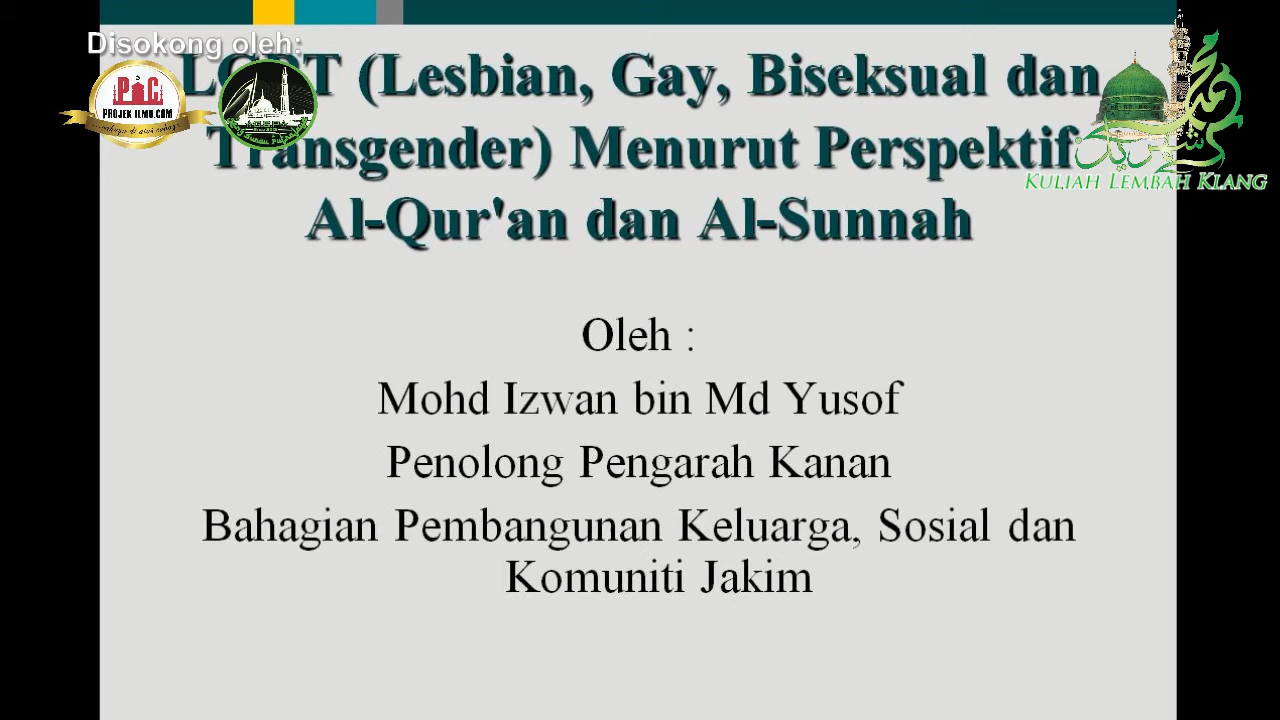 Disokong oleh:
LGBT (Lesbian, Gay, Biseksual dan
Transgender) Menurut Perspektif
Al-Qur'an dan Al-Sunnah
PROJEK ILMU.COM
KULIAH LEMBAH KLANG
Oleh :
Mohd Izwan bin Md Yusof
Penolong Pengarah Kanan
Bahagian Pembangunan Keluarga, Sosial dan
Komuniti Jakim